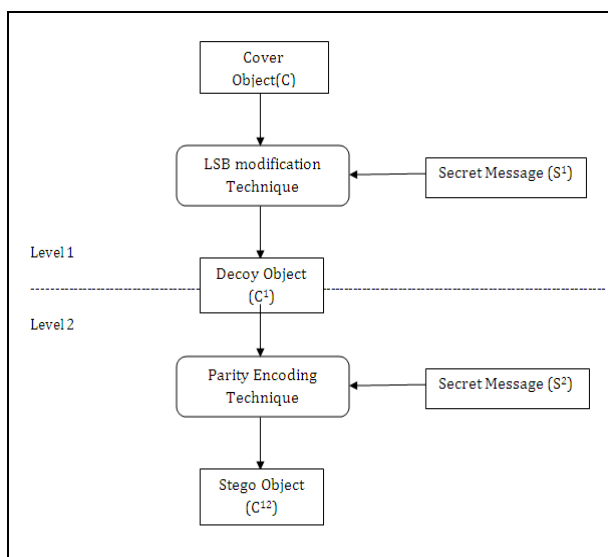 Cover
Object(C)
LSB modification
Technique
Secret Message (S¹)
Level 1
Decoy Object
(C¹)
Level 2
Parity Encoding
Technique
Secret Message (S²)
Stego Object
(C¹²)